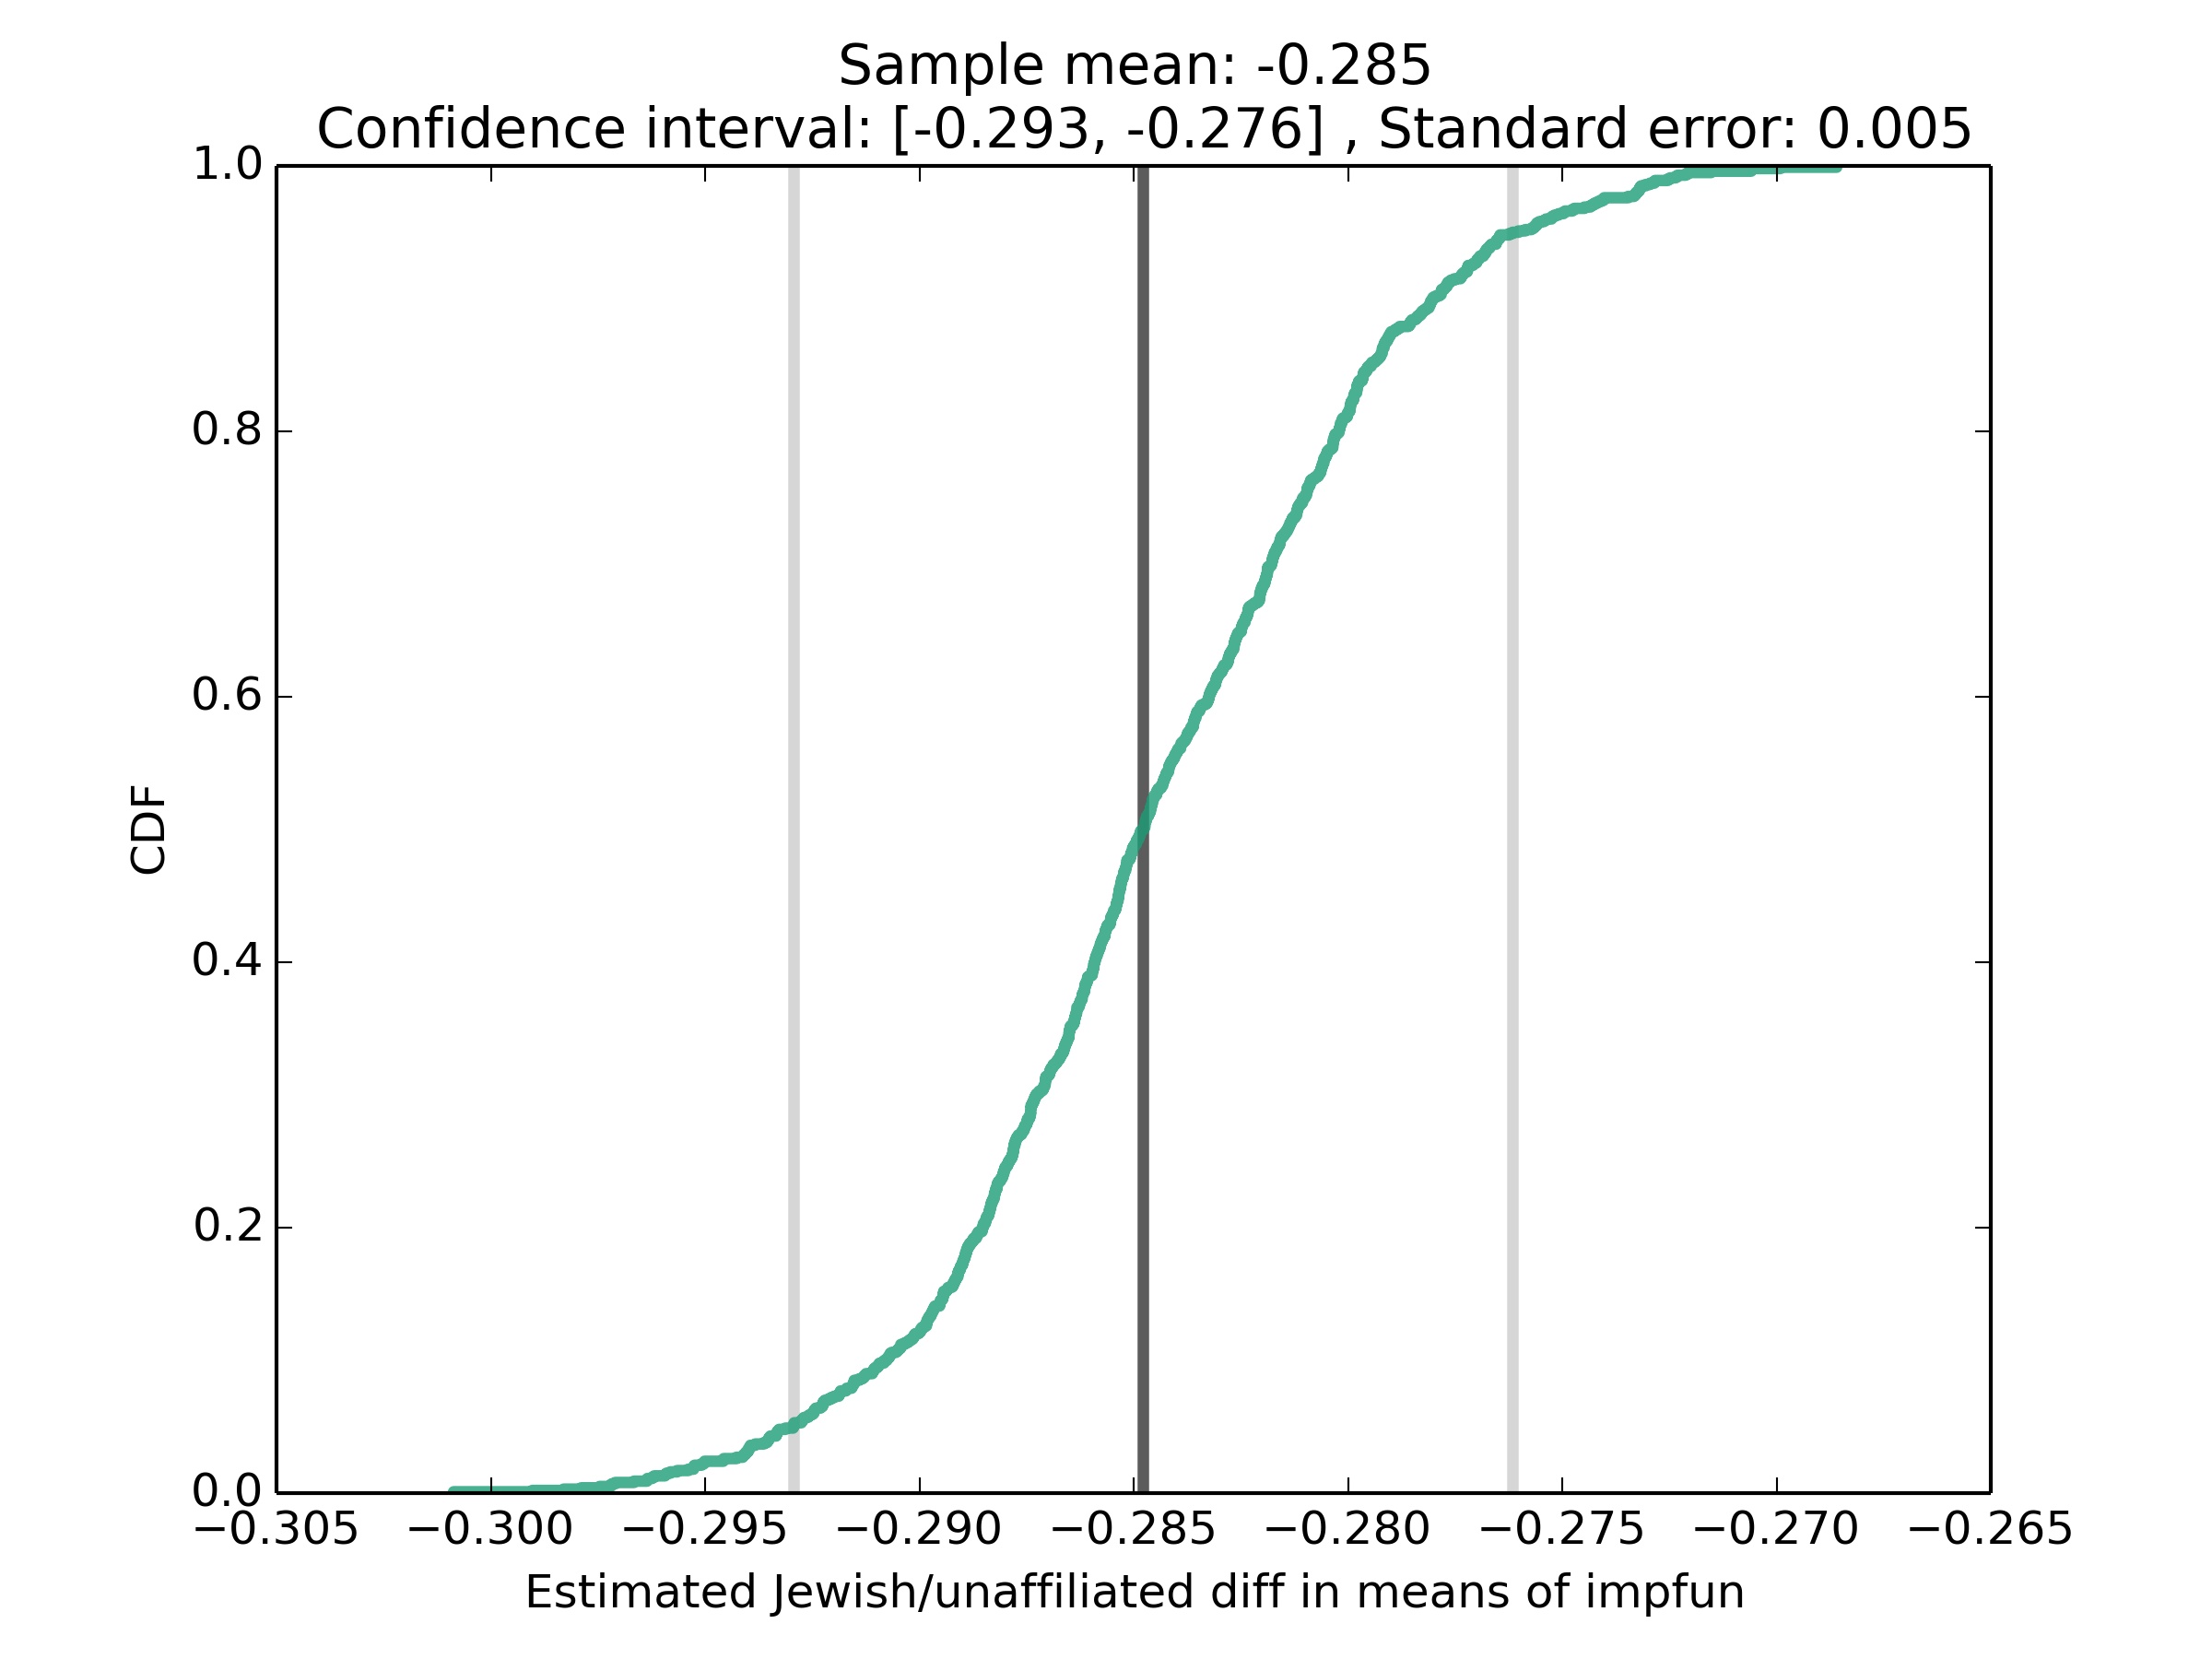 Sample mean: -0.285
Confidence interval: [-0.293, -0.276] , Standard error: 0.005
1.0
0.8
0.6
0.4
0.2
0.0
CDF
−0.305 −0.300 −0.295 −0.290 −0.285 −0.280 −0.275 −0.270 −0.265
Estimated Jewish/unaffiliated diff in means of impfun